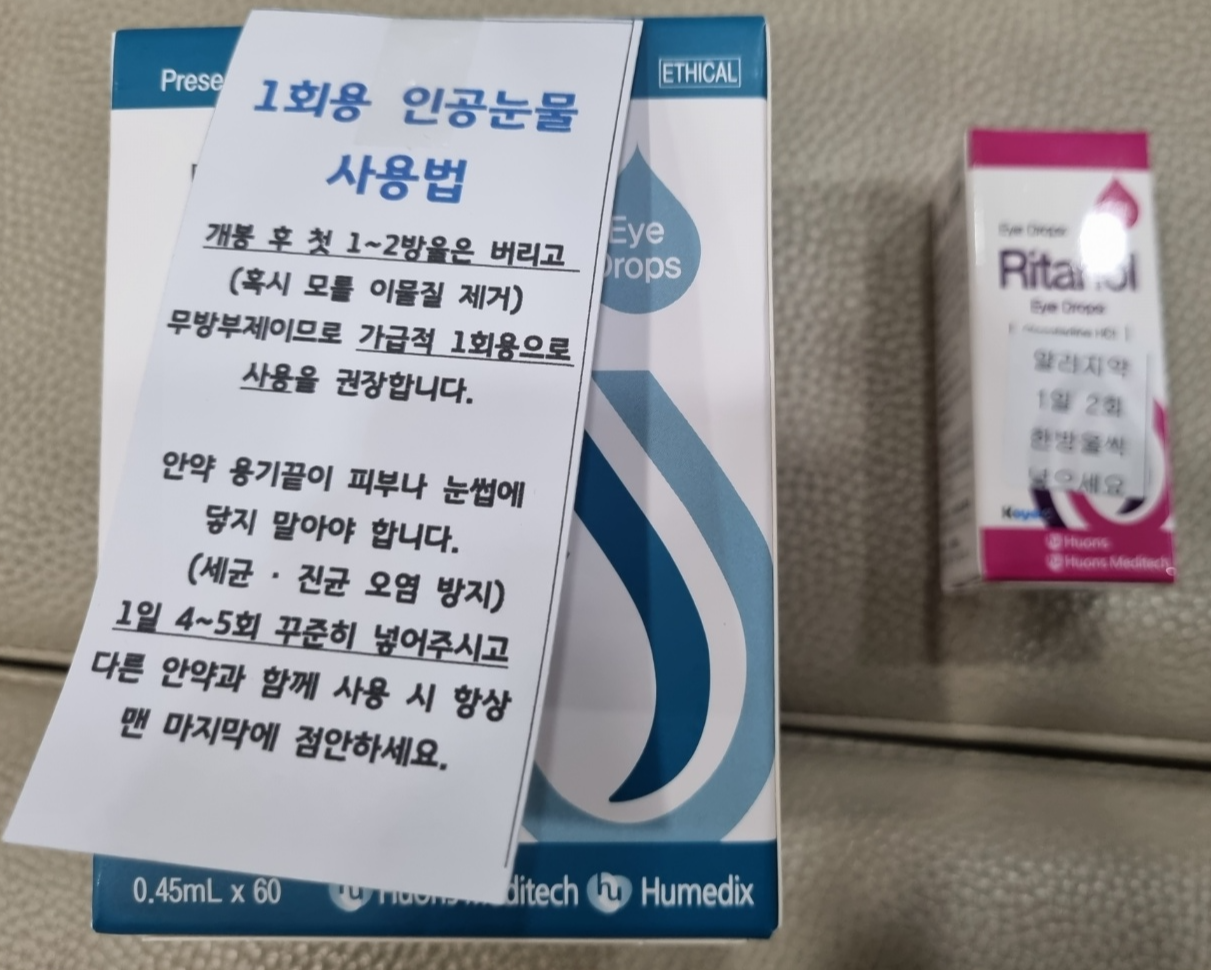 ETHICAL
1회용 인공눈물
사용법
개봉 후 첫 1~2방울은 버리고
(혹시 모를 이물질 제거)
무방부제이므로 가급적 1회용으로
사용을 권장합니다.
안약 용기끝이 피부나 눈썹에
닿지 말아야 합니다.
(세균 · 진균 오염 방지)
1일 4~5회 꾸준히 넣어주시고
다른 안약과 함께 사용 시 항상
맨 마지막에 점안하세요.
Eye
Drops
0.45mL x 60
Huons Meditech
Humedix
Eye Drops
Ritanol
Eye Drops
알러지약
1일 2회
한방울씩
넣으세요
Huons
Huons Meditech